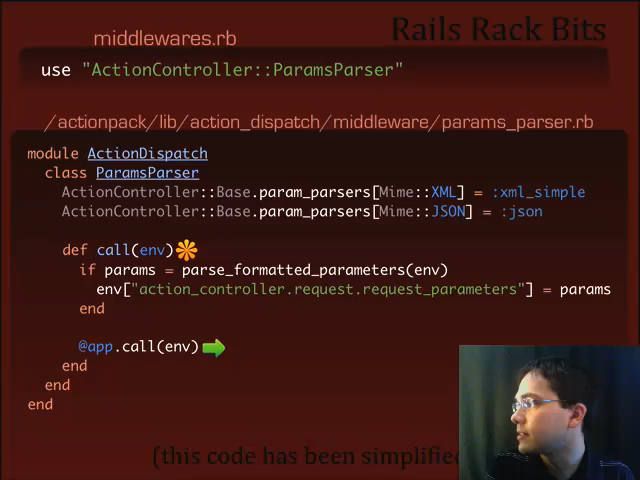 Rails Rack Bits
middlewares.rb
use "ActionController::ParamsParser"
/actionpack/lib/action_dispatch/middleware/params_parser.rb
module ActionDispatch
class ParamsParser
ActionController::Base.param_parsers[Mime::XML] = :xml_simple
ActionController::Base.param_parsers[Mime::JSON] = :json
def call(env)
if params = parse_formatted_parameters(env)
env["action_controller.request.request_parameters"] = params
end
@app.call(env)
end
end
end
(this code has been simplified